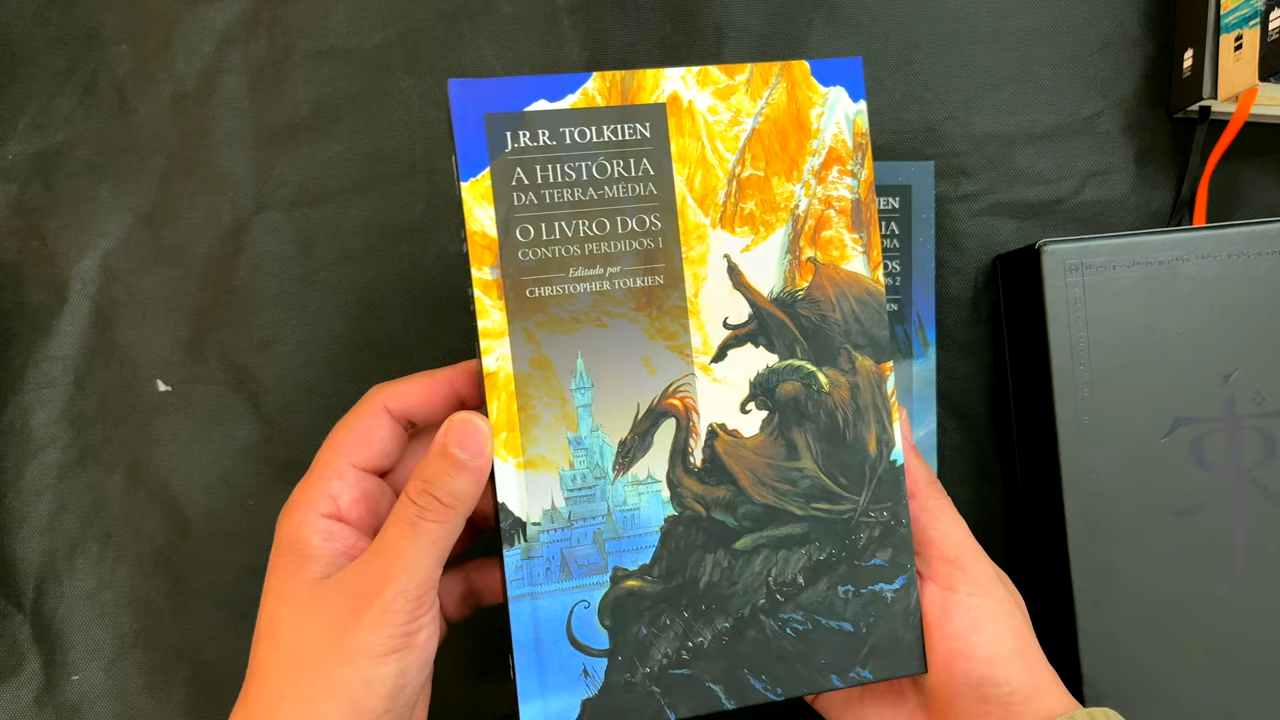 J.R.R. TOLKIEN
A HISTÓRIA
DA TERRA-MÉDIA
O LIVRO DOS
CONTOS PERDIDOS 1
Editado por
CHRISTOPHER TOLKIEN